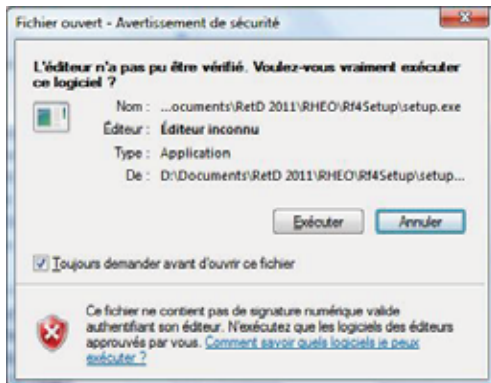 Fichier ouvert - Avertissement de sécurité
L'éditeur n'a pas pu être vérifié. Voulez-vous vraiment exécuter
ce logiciel ?
Nom : ...ocuments\RetD 2011\RHEO\Rf4Setup\setup.exe
Éditeur : Éditeur inconnu
Type : Application
De : D:\Documents\RetD 2011\RHEO\Rf4Setup\setup...
Exécuter Annuler
Toujours demander avant d'ouvrir ce fichier
Ce fichier ne contient pas de signature numérique valide
authentifiant son éditeur. N'exécutez que les logiciels des éditeurs
approuvés par vous. Comment savoir quels logiciels je peux
exécuter ?